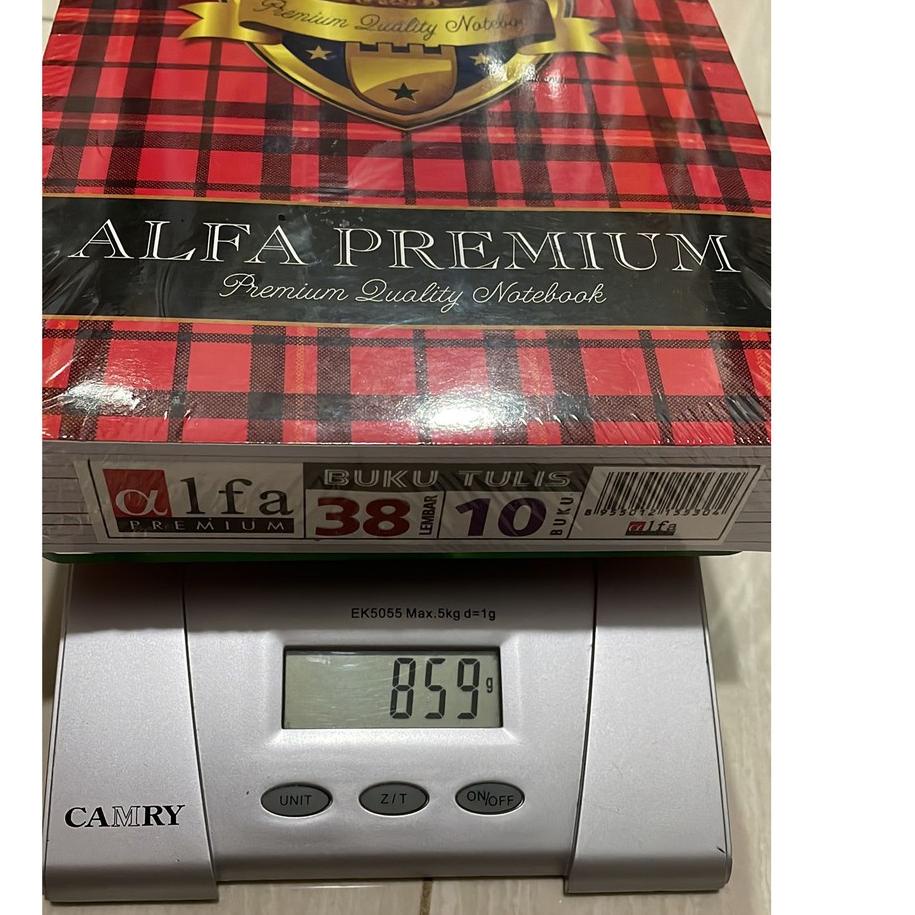 Premium Quality Notebook
ALFA PREMIUM
Premium Quality Notebook
αlfa
PREMIUM
BUKU TULIS
38 LEMBAR
10 BUKU
alfa
EK5055 Max.5kg d=1g
859g
UNIT
Z/T
ON/OFF
CAMRY